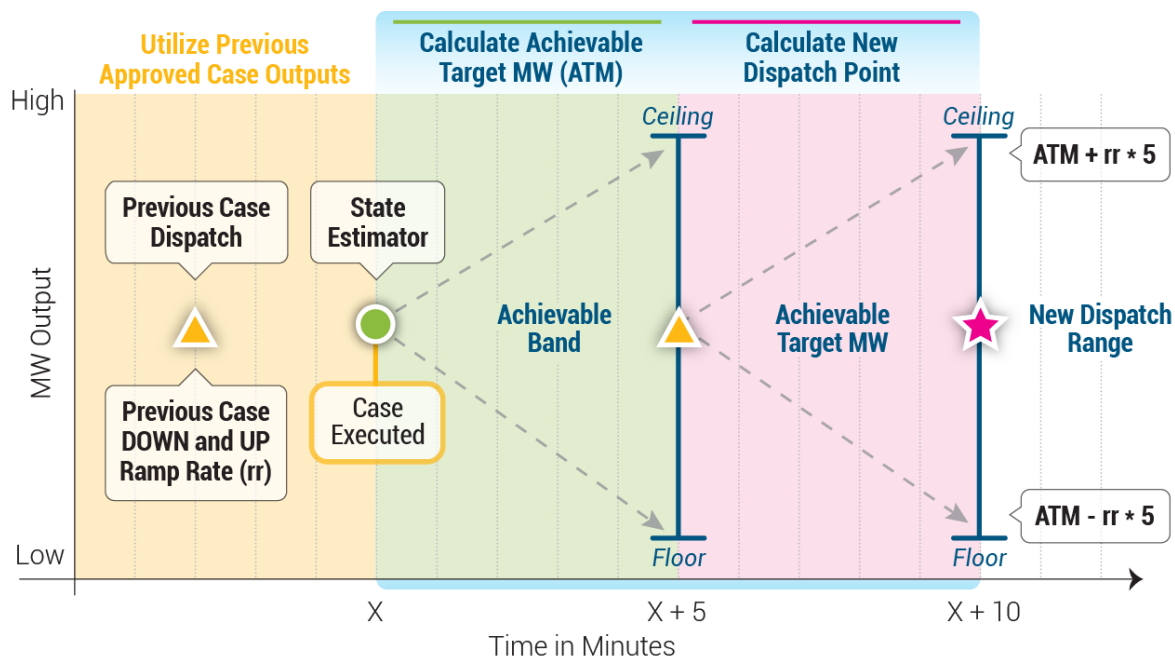 Utilize Previous
Approved Case Outputs
Calculate Achievable
Target MW (ATM)
Calculate New
Dispatch Point
High
Ceiling
Ceiling
ATM + rr * 5
Previous Case
Dispatch
State
Estimator
MW Output
Achievable
Band
Achievable
Target MW
New Dispatch
Range
Previous Case
DOWN and UP
Ramp Rate (rr)
Case
Executed
ATM - rr * 5
Low
Floor
Floor
X
X + 5
X + 10
Time in Minutes